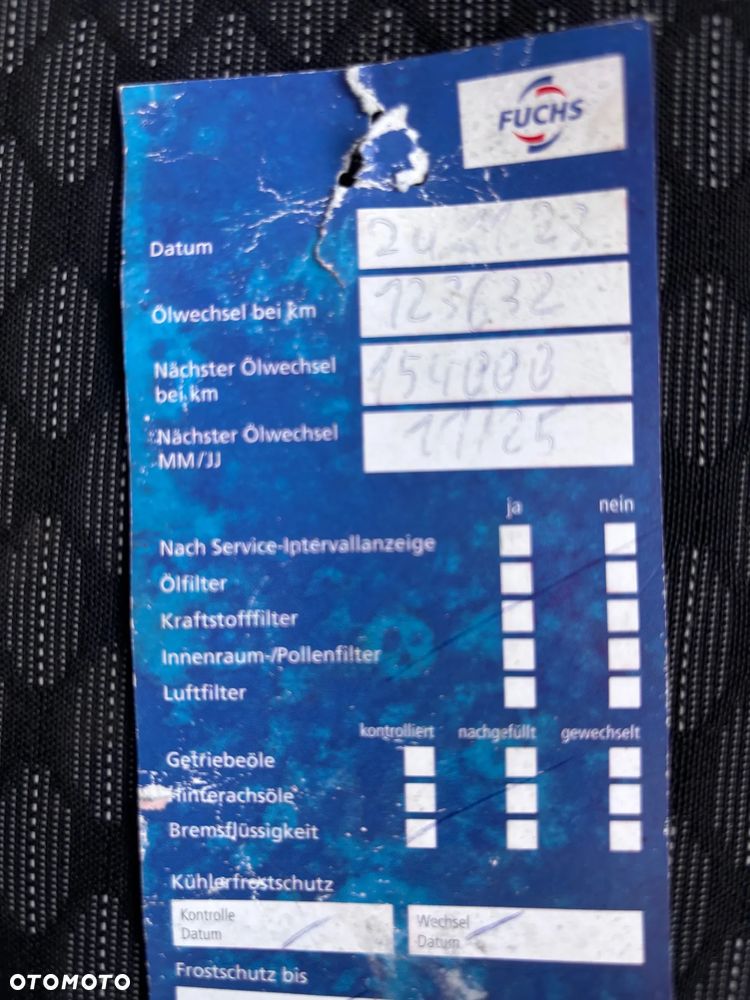 FUCHS
Datum 24.11.23
Ölwechsel bei km 123632
Nächster Ölwechsel
bei km 154000
Nächster Ölwechsel
MM/JJ 11/25
ja nein
Nach Service-Intervallanzeige
Ölfilter
Kraftstofffilter
Innenraum-/Pollenfilter
Luftfilter
kontrolliert nachgefüllt gewechselt
Getriebeöle
Hinterachsöle
Bremsflüssigkeit
Kühlerfrostschutz
Kontrolle Wechsel
Datum Datum
Frostschutz bis
OTOMOTO